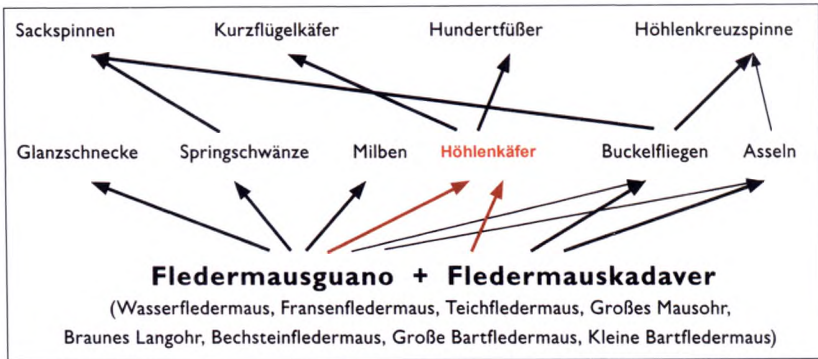 Sackspinnen Kurzflügelkäfer Hundertfüßer Höhlenkreuzspinne
Glanzschnecke Springschwänze Milben Höhlenkäfer Buckelfliegen Asseln
Fledermausguano + Fledermauskadaver
(Wasserfledermaus, Fransenfledermaus, Teichfledermaus, Großes Mausohr,
Braunes Langohr, Bechsteinfledermaus, Große Bartfledermaus, Kleine Bartfledermaus)